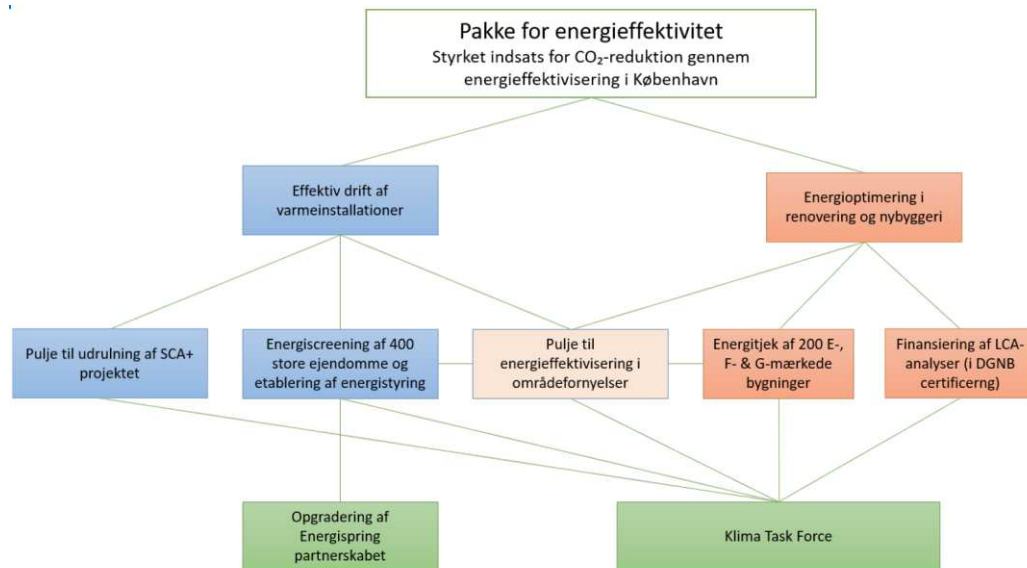 Pakke for energieffektivitet
Styrket indsats for CO₂-reduktion gennem
energieffektivisering i København
Effektiv drift af
varmeinstallationer
Energioptimering i
renovering og nybyggeri
Pulje til udrulning af SCA+
projektet
Energiscreening af 400
store ejendomme og
etablering af energistyring
Pulje til
energieffektivisering i
områdefornyelser
Energitjek af 200 E-,
F- & G-mærkede
bygninger
Finansiering af LCA-
analyser (i DGNB
certificerng)
Opgradering af
Energispring
partnerskabet
Klima Task Force